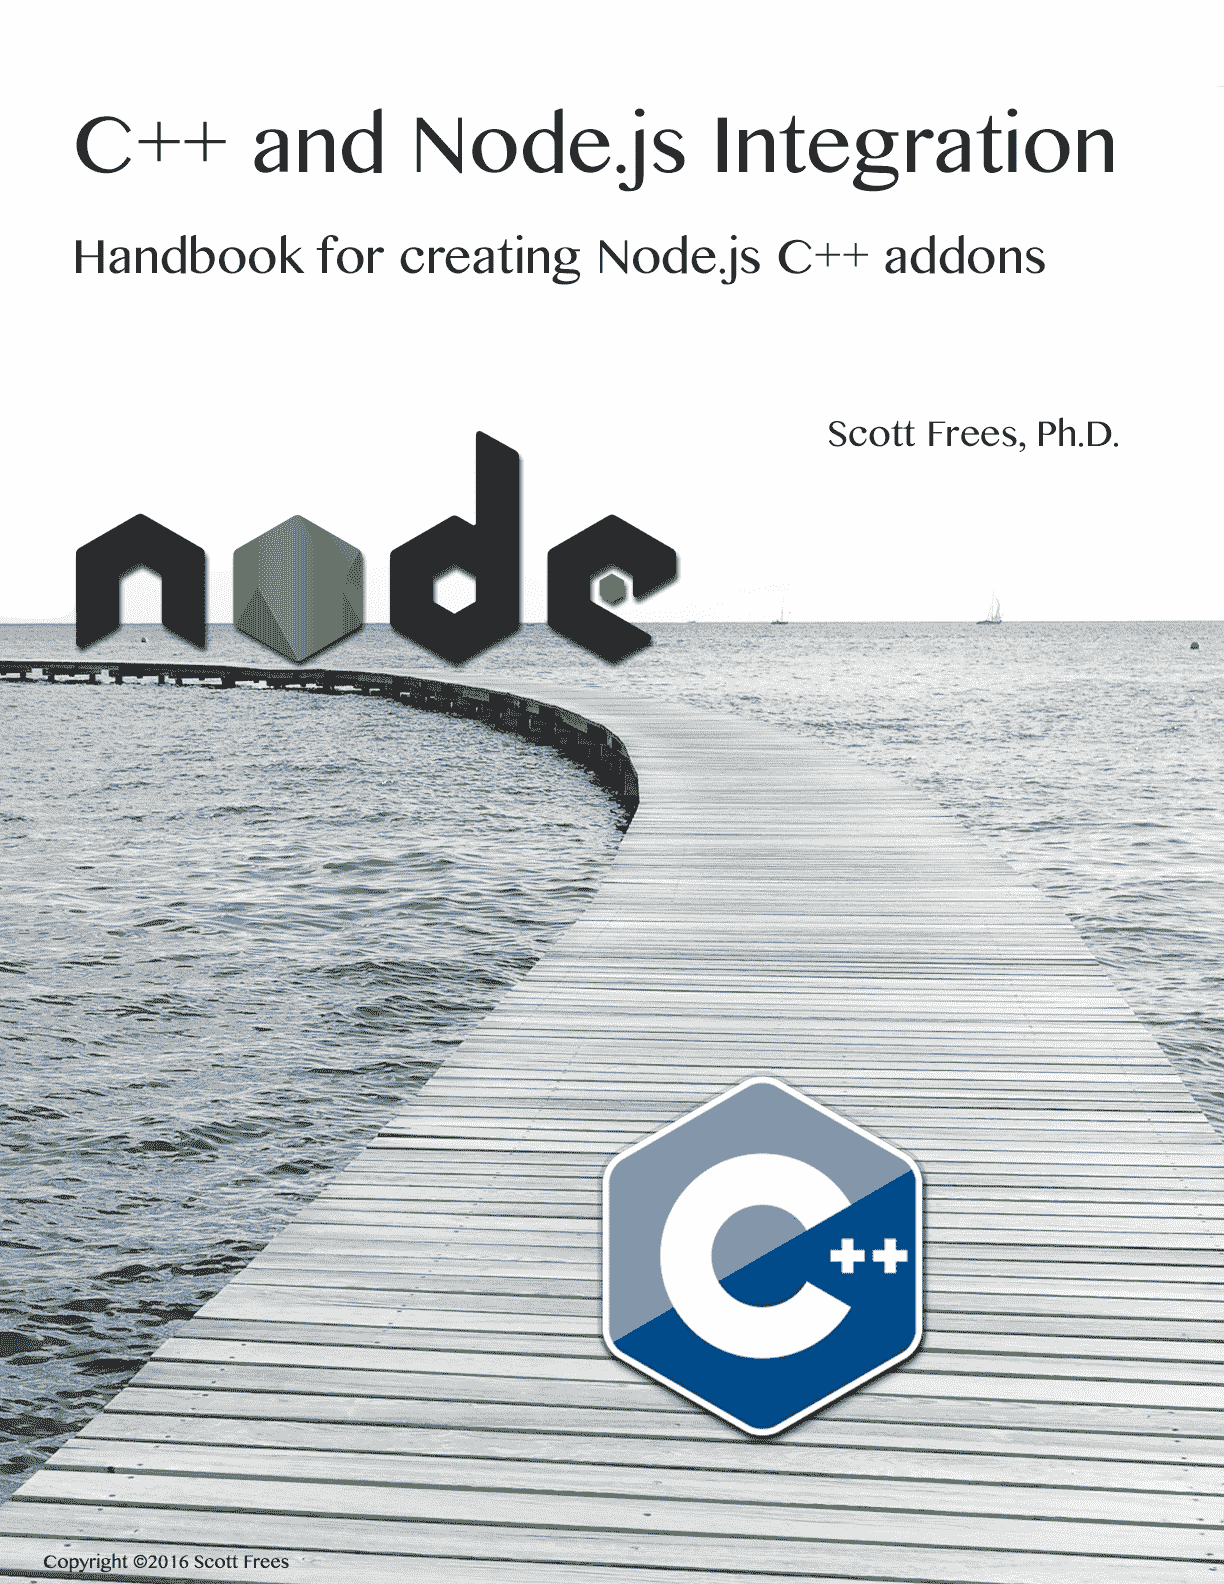 C++ and Node.js Integration
Handbook for creating Node.js C++ addons
Scott Frees, Ph.D.
node
C++
Copyright ©2016 Scott Frees